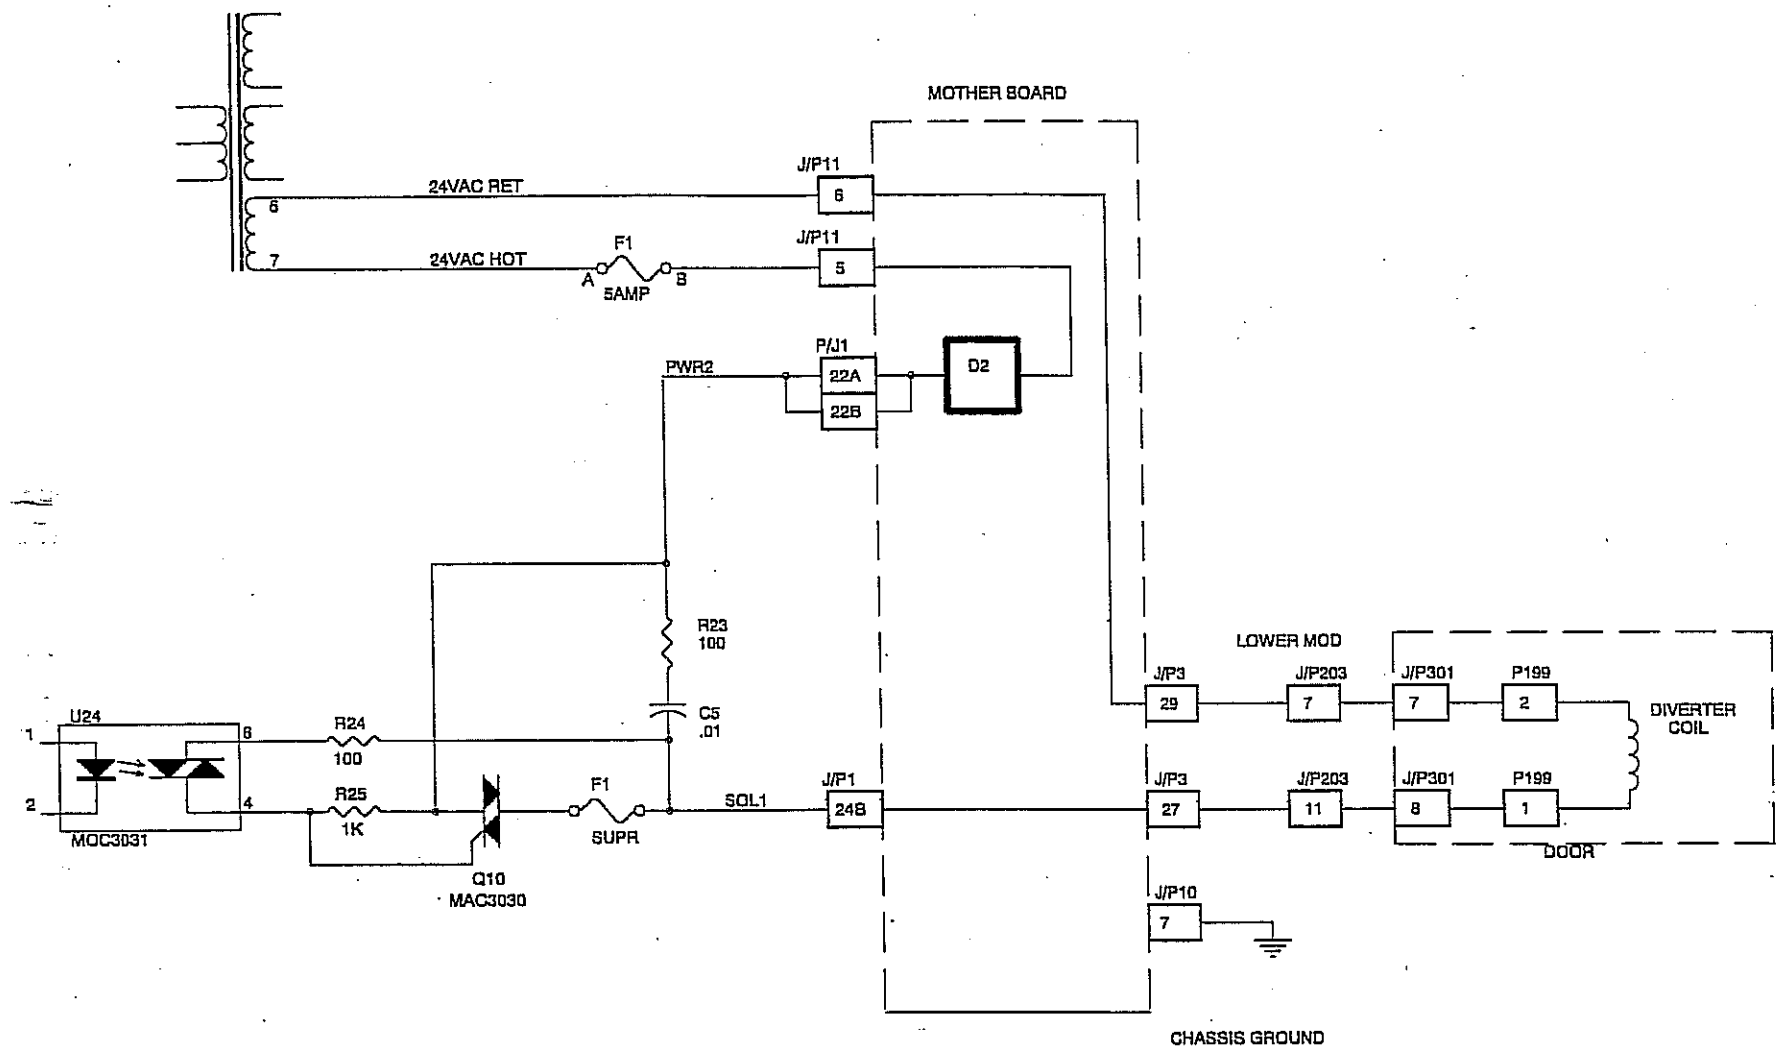 MOTHER BOARD
J/P11
24VAC RET
6
6
J/P11
F1
7
24VAC HOT
5
A
B
5AMP
P/J1
PWR2
22A
D2
22B
R23
100
LOWER MOD
J/P3
J/P203
J/P301
P199
29
7
7
2
DIVERTER
COIL
C5
.01
U24
R24
1
6
100
J/P1
J/P3
J/P203
J/P301
P199
F1
R25
SOL1
24B
27
11
8
1
2
4
1K
SUPR
MOC3031
DOOR
Q10
MAC3030
J/P10
7
CHASSIS GROUND